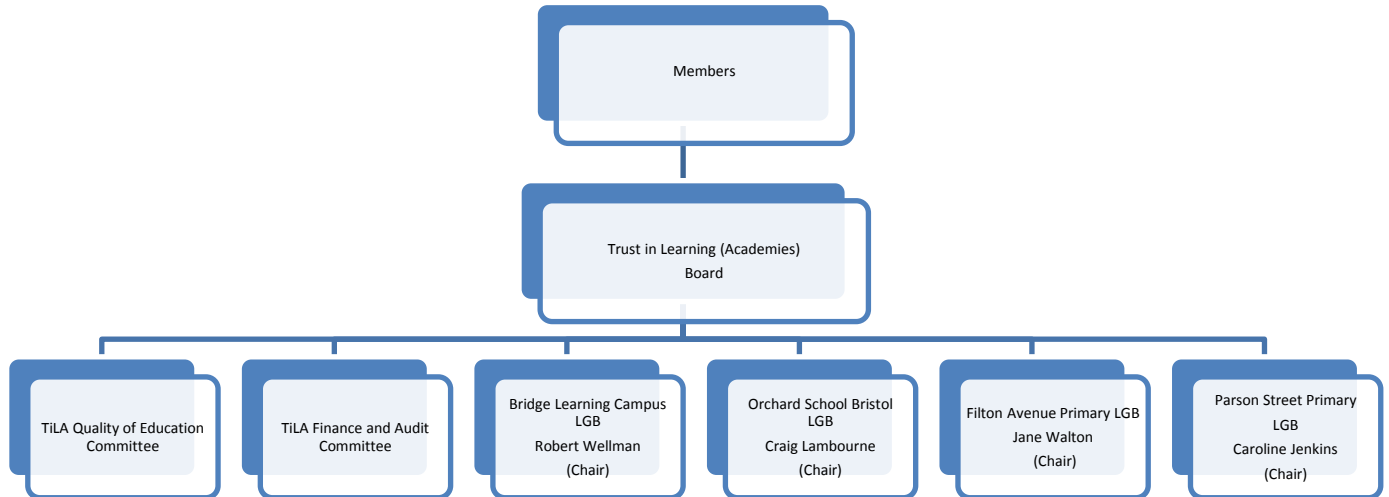 Members
Trust in Learning (Academies)
Board
TiLA Quality of Education
Committee
TiLA Finance and Audit
Committee
Bridge Learning Campus
LGB
Robert Wellman
(Chair)
Orchard School Bristol
LGB
Craig Lambourne
(Chair)
Filton Avenue Primary LGB
Jane Walton
(Chair)
Parson Street Primary
LGB
Caroline Jenkins
(Chair)